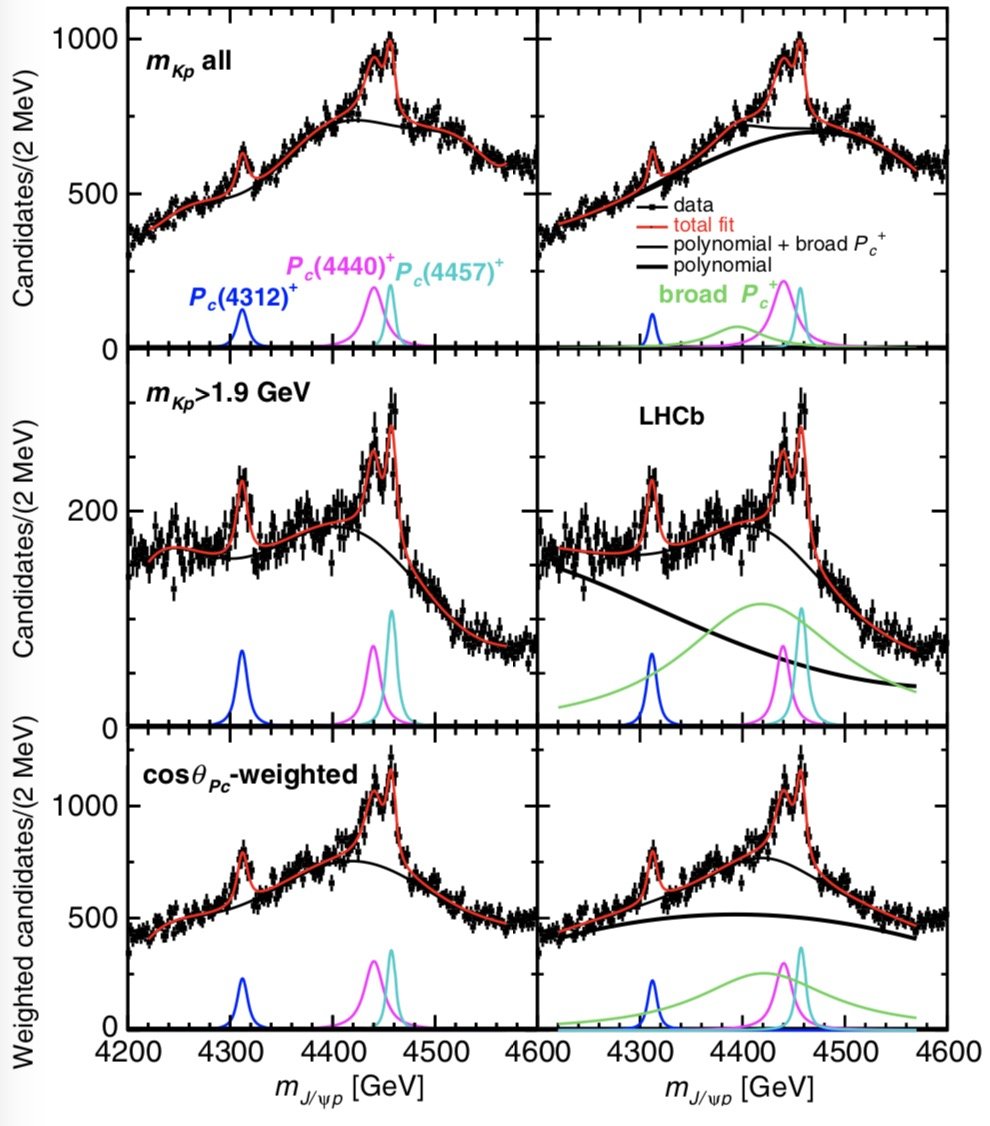 Candidates/(2 MeV)
1000
500
0
m_Kp all
P_c(4312)^+
P_c(4440)^+
P_c(4457)^+
data
total fit
polynomial + broad P_c^+
polynomial
broad P_c^+
Candidates/(2 MeV)
200
0
m_Kp>1.9 GeV
LHCb
Weighted candidates/(2 MeV)
1000
500
0
cosθ_Pc-weighted
4200 4300 4400 4500 4600 4300 4400 4500 4600
m_J/ψp [GeV]
m_J/ψp [GeV]